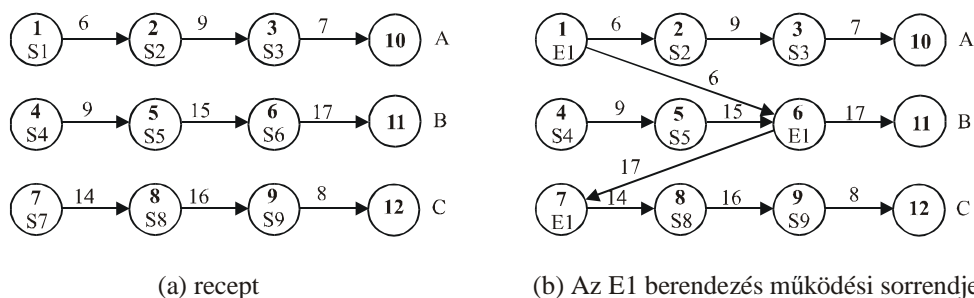 1 S1 6 2 S2 9 3 S3 7 10 A
4 S4 9 5 S5 15 6 S6 17 11 B
7 S7 14 8 S8 16 9 S9 8 12 C
(a) recept
1 E1 6 2 S2 9 3 S3 7 10 A
6
4 S4 9 5 S5 15 6 E1 17 11 B
17
7 E1 14 8 S8 16 9 S9 8 12 C
(b) Az E1 berendezés működési sorrendje